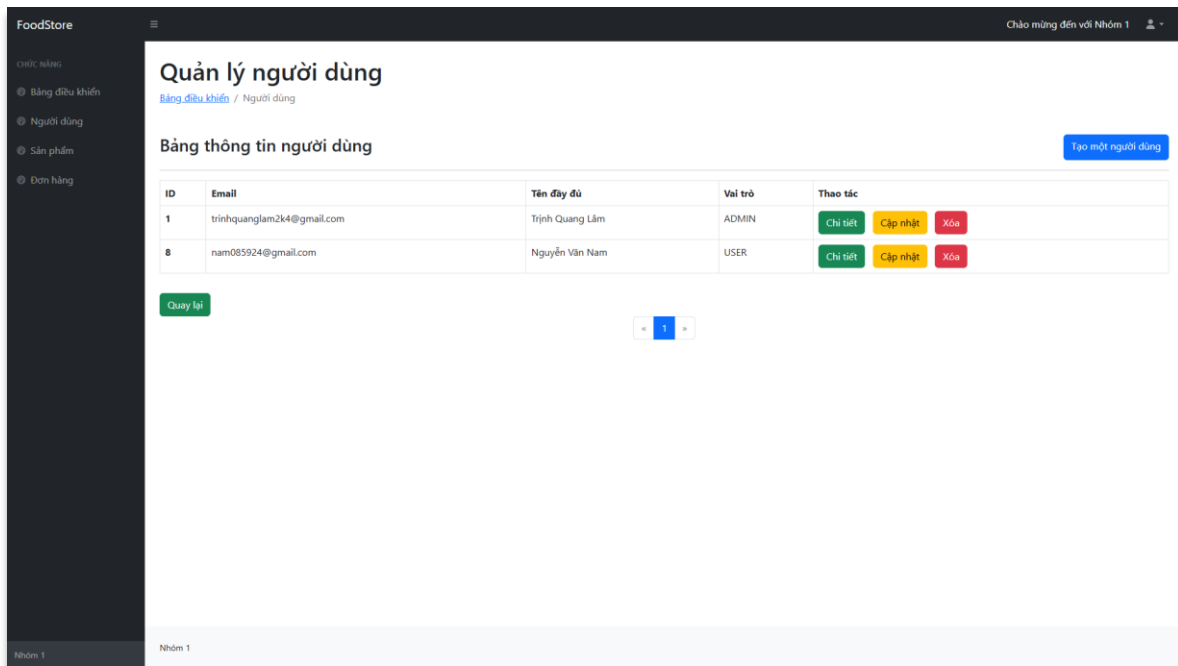 FoodStore
Chào mừng đến với Nhóm 1
CHỨC NĂNG
Bảng điều khiển
Người dùng
Sản phẩm
Đơn hàng
Quản lý người dùng
Bảng điều khiển / Người dùng
Bảng thông tin người dùng
Tạo một người dùng
ID Email Tên đầy đủ Vai trò Thao tác
1 trinhquanglam2k4@gmail.com Trịnh Quang Lâm ADMIN Chi tiết Cập nhật Xóa
8 nam085924@gmail.com Nguyễn Văn Nam USER Chi tiết Cập nhật Xóa
Quay lại
« 1 »
Nhóm 1
Nhóm 1